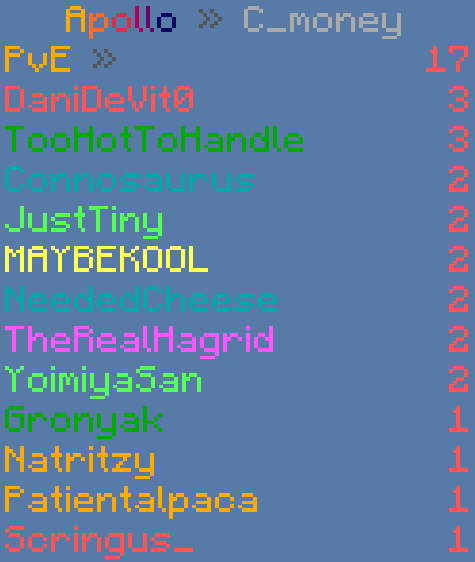 Apollo » C_money
PvE » 17
DaniDeVit0 3
TooHotToHandle 3
Connosaurus 2
JustTiny 2
MAYBEKOOL 2
NeededCheese 2
TheRealHagrid 2
YoimiyaSan 2
Gronyak 1
Natritzy 1
Patientalpaca 1
Scringus_ 1